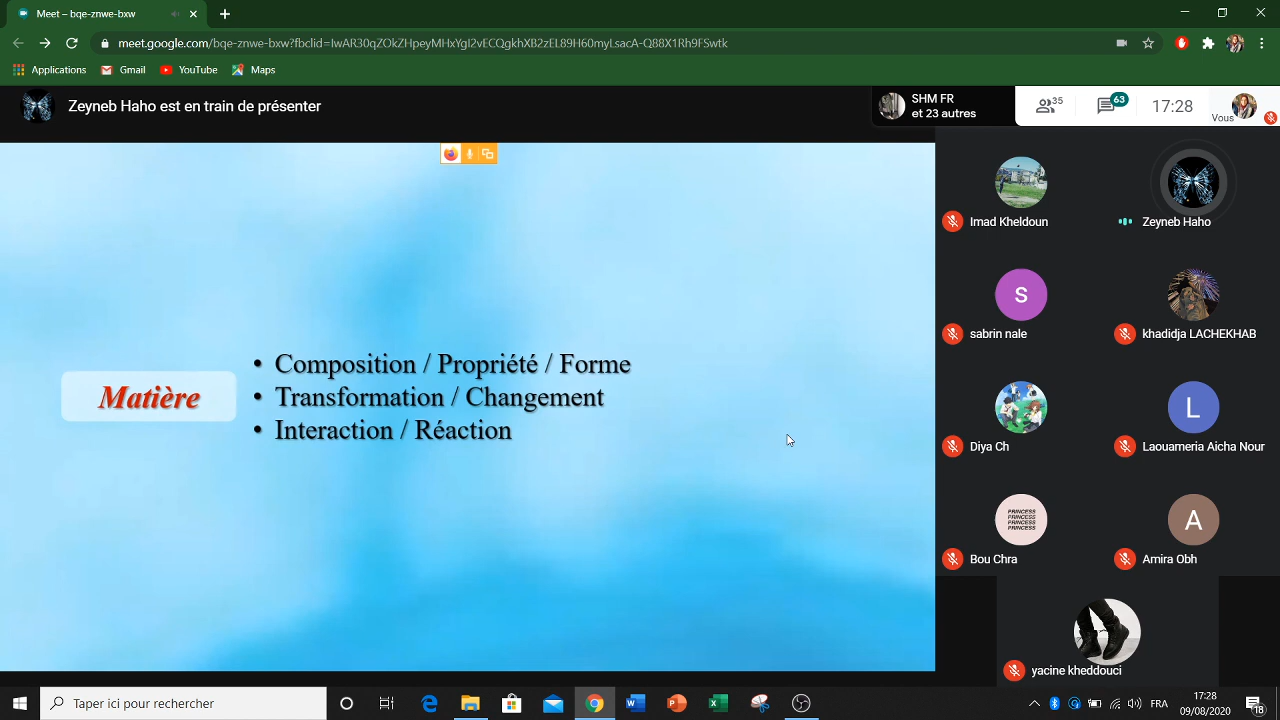 Meet – bqe-znwe-bxw
meet.google.com/bqe-znwe-bxw?fbclid=IwAR30qZOkZHpeyMHxYgI2vECQgkhXB2zEL89H60myLsacA-Q88X1Rh9FSwtk
Applications Gmail YouTube Maps
Zeyneb Haho est en train de présenter
SHM FR
et 23 autres
35
63
17:28
Vous
Matière
• Composition / Propriété / Forme
• Transformation / Changement
• Interaction / Réaction
Imad Kheldoun
Zeyneb Haho
S
sabrin nale
khadidja LACHEKHAB
Diya Ch
L
Laouameria Aicha Nour
PRINCESS
PRINCESS
PRINCESS
PRINCESS
Bou Chra
A
Amira Obh
yacine kheddouci
Taper ici pour rechercher
FRA
17:28
09/08/2020
18